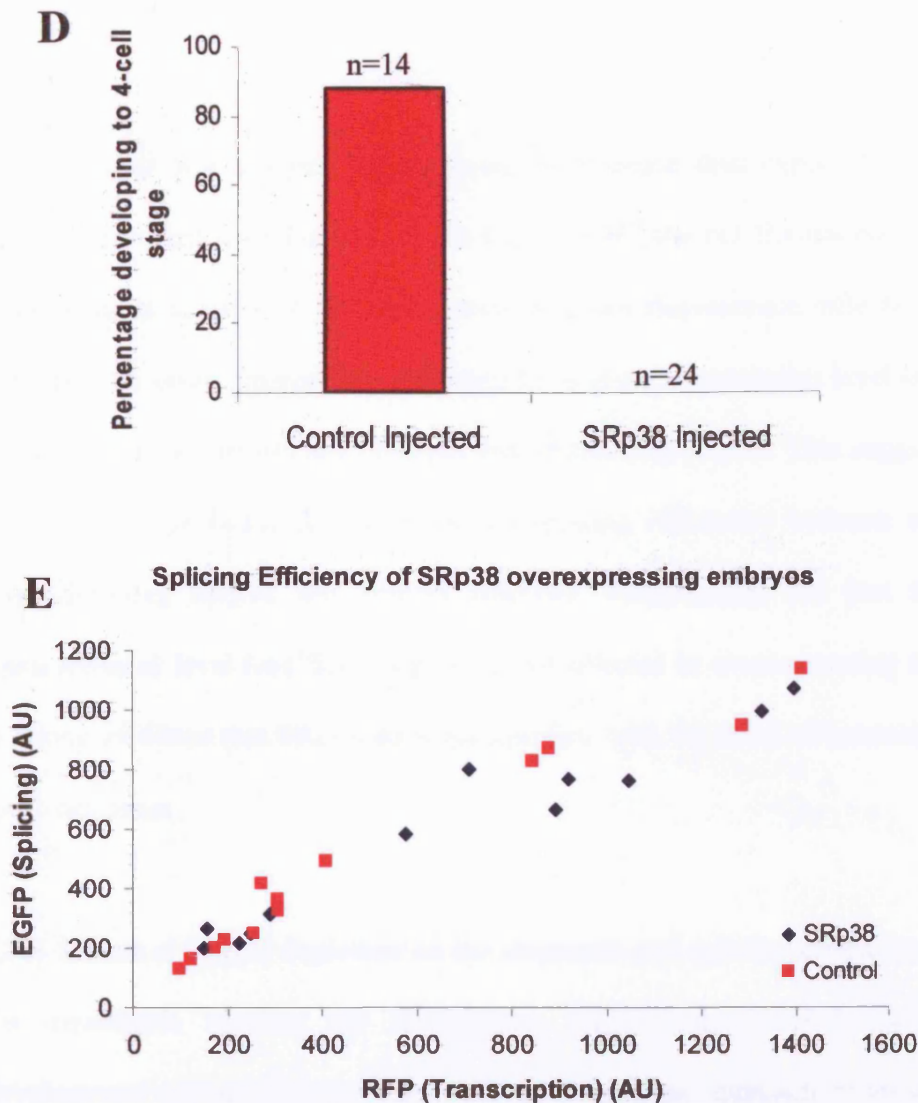 D
Percentage developing to 4-cell
stage
100
80
60
40
20
0
n=14
n=24
Control Injected
SRp38 Injected
E
Splicing Efficiency of SRp38 overexpressing embryos
EGFP (Splicing) (AU)
1200
1000
800
600
400
200
0
SRp38
Control
0
200
400
600
800
1000
1200
1400
1600
RFP (Transcription) (AU)